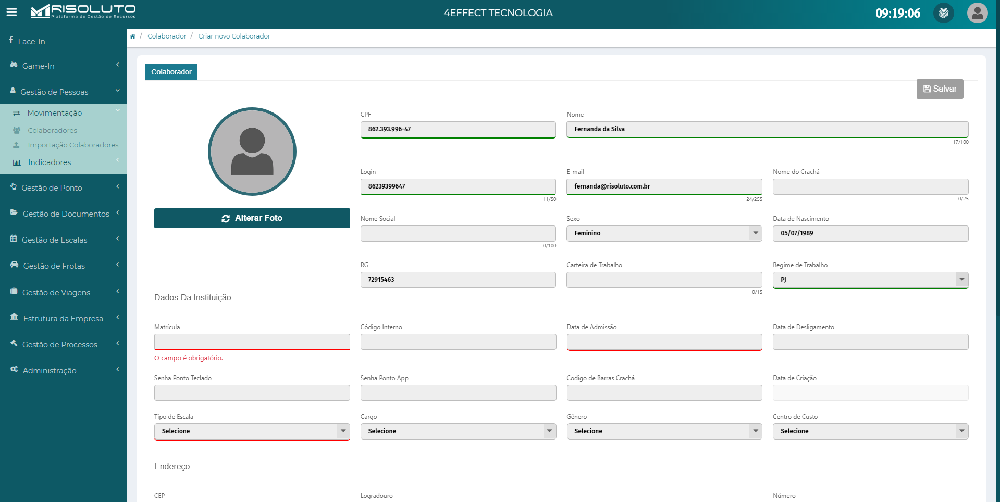 RISOLUTO
Plataforma de Gestão de Recursos
4EFFECT TECNOLOGIA
09:19:06
Face-In
Game-In
Gestão de Pessoas
Movimentação
Colaboradores
Importação Colaboradores
Indicadores
Gestão de Ponto
Gestão de Documentos
Gestão de Escalas
Gestão de Frotas
Gestão de Viagens
Estrutura da Empresa
Gestão de Processos
Administração
/ Colaborador / Criar novo Colaborador
Colaborador
Salvar
Alterar Foto
CPF
862.393.996-47
Nome
Fernanda da Silva
17/100
Login
86239399647
11/50
E-mail
fernanda@risoluto.com.br
24/255
Nome do Crachá
0/25
Nome Social
0/100
Sexo
Feminino
Data de Nascimento
05/07/1989
RG
72915463
Carteira de Trabalho
0/15
Regime de Trabalho
PJ
Dados Da Instituição
Matrícula
O campo é obrigatório.
Código Interno
Data de Admissão
Data de Desligamento
Senha Ponto Teclado
Senha Ponto App
Codigo de Barras Crachá
Data de Criação
Tipo de Escala
Selecione
Cargo
Selecione
Gênero
Selecione
Centro de Custo
Selecione
Endereço
CEP
Logradouro
Número